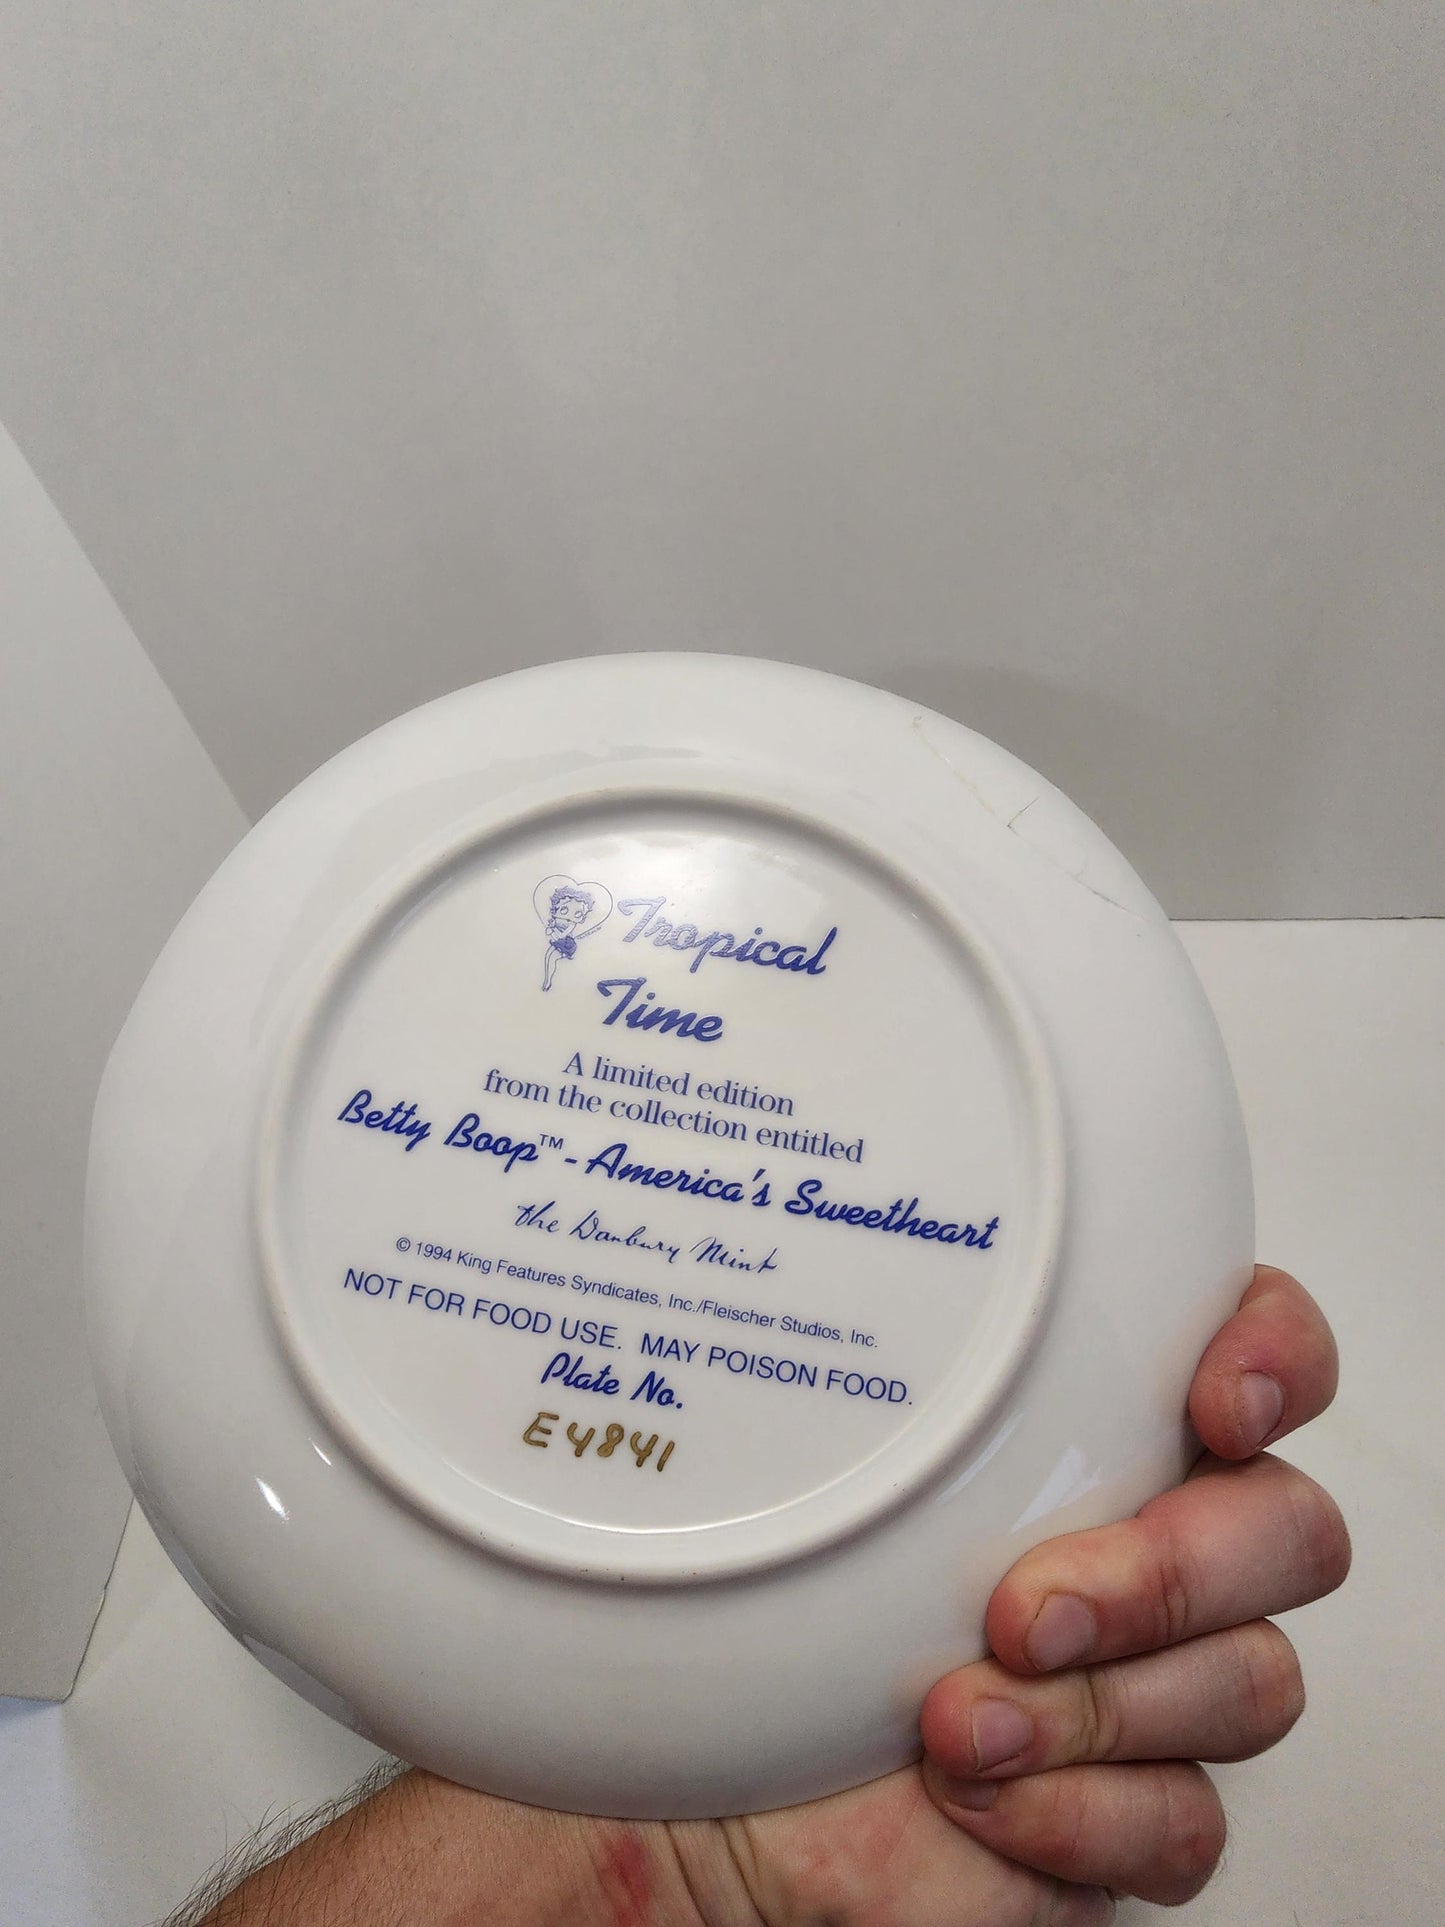 Tropical
Time
A limited edition
from the collection entitled
Betty Boop™ - America's Sweetheart
the Danbury Mint
© 1994 King Features Syndicates, Inc./Fleischer Studios, Inc.
NOT FOR FOOD USE. MAY POISON FOOD.
Plate No.
E4841